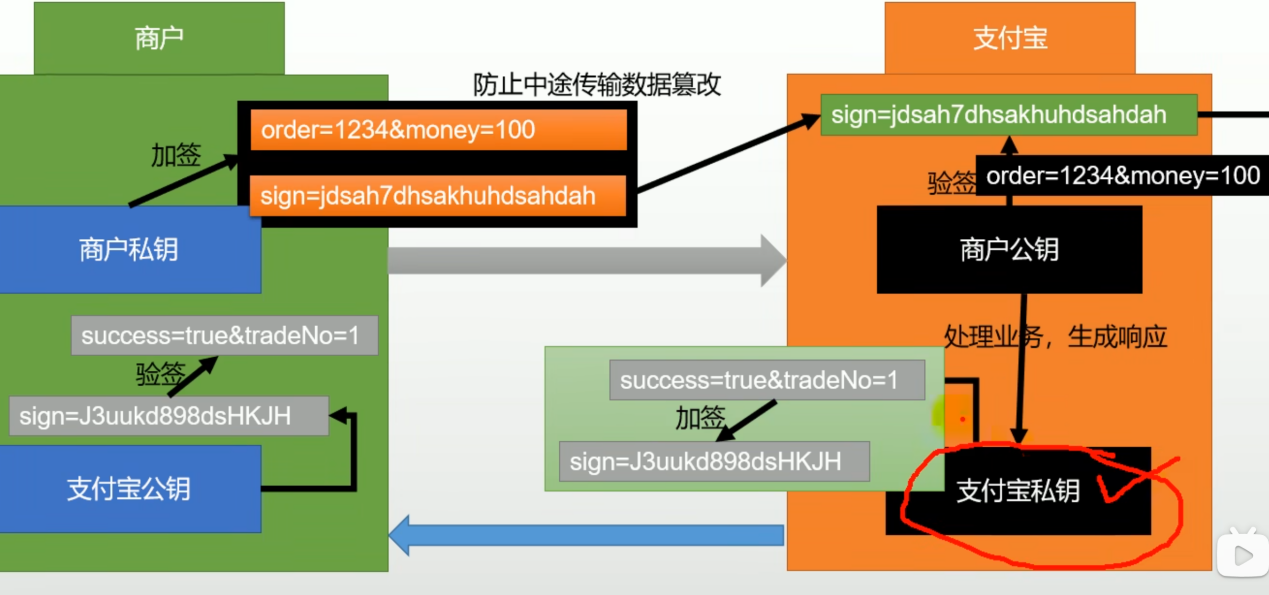 商户
支付宝
防止中途传输数据篡改
order=1234&money=100
sign=jdsah7dhsakhuhdsahdah
加签
sign=jdsah7dhsakhuhdsahdah
验签
order=1234&money=100
商户私钥
商户公钥
success=true&tradeNo=1
处理业务，生成响应
验签
success=true&tradeNo=1
sign=J3uukd898dsHKJH
加签
sign=J3uukd898dsHKJH
支付宝公钥
支付宝私钥